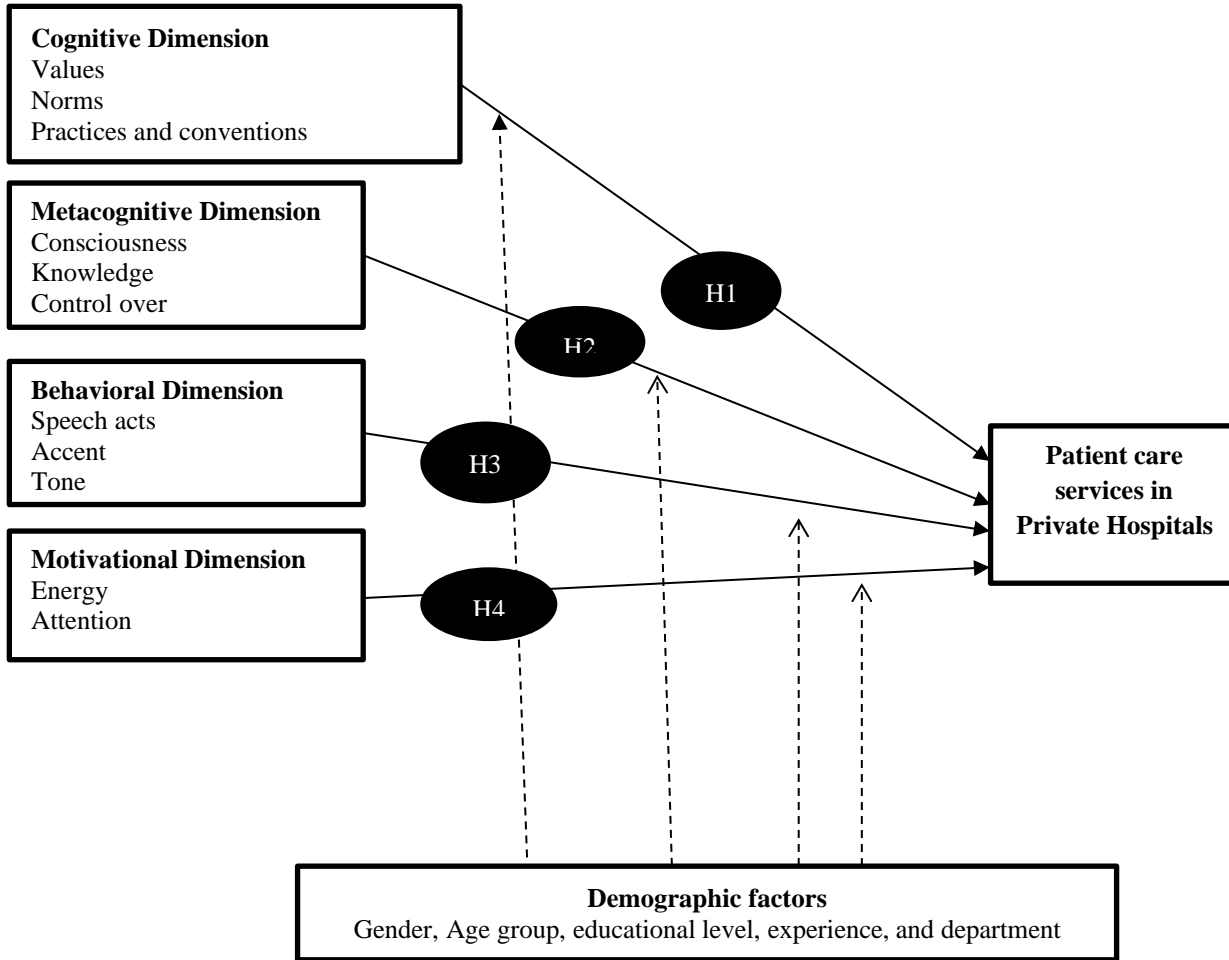 Cognitive Dimension
Values
Norms
Practices and conventions
Metacognitive Dimension
Consciousness
Knowledge
Control over
Behavioral Dimension
Speech acts
Accent
Tone
Motivational Dimension
Energy
Attention
H1
H2
H3
H4
Patient care
services in
Private Hospitals
Demographic factors
Gender, Age group, educational level, experience, and department